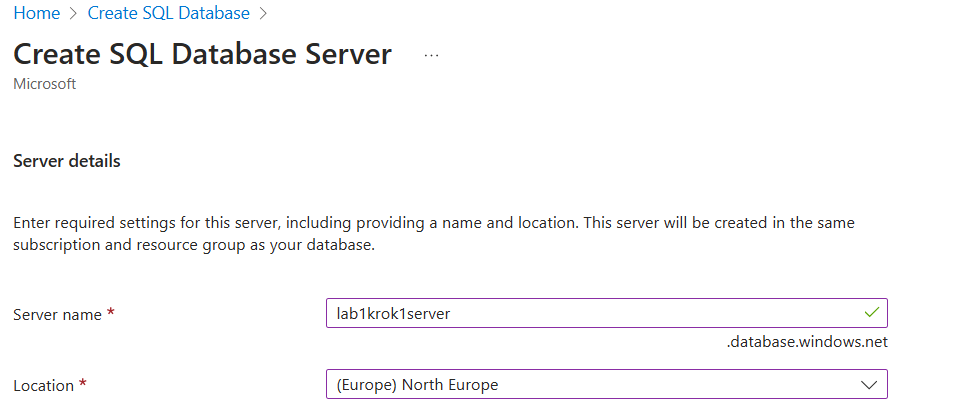 Home > Create SQL Database >
Create SQL Database Server ...
Microsoft
Server details
Enter required settings for this server, including providing a name and location. This server will be created in the same
subscription and resource group as your database.
Server name * lab1krok1server
.database.windows.net
Location * (Europe) North Europe